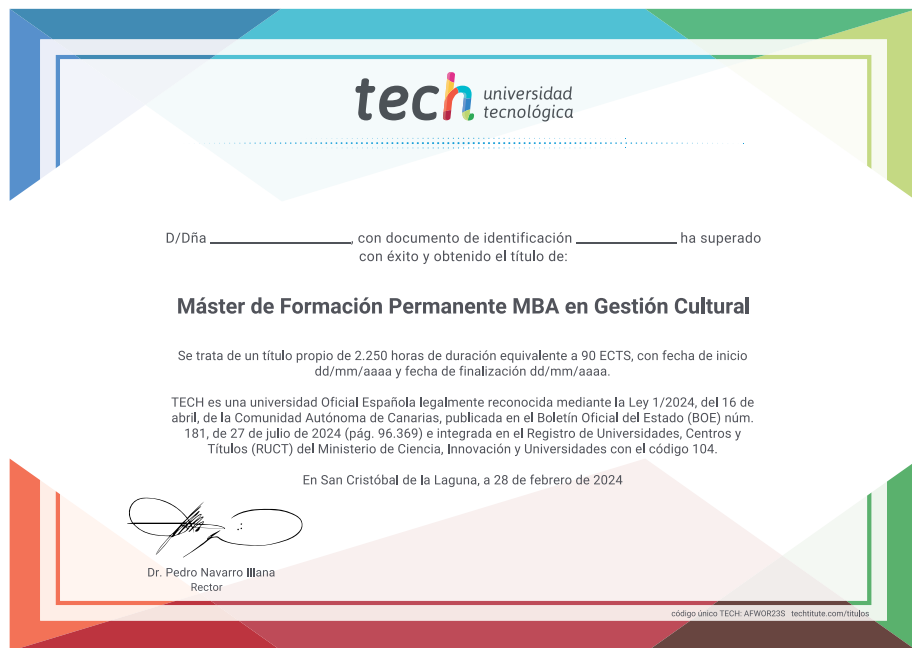 tech universidad
tecnológica
D/Dña ______________, con documento de identificación __________ ha superado
con éxito y obtenido el título de:
Máster de Formación Permanente MBA en Gestión Cultural
Se trata de un título propio de 2.250 horas de duración equivalente a 90 ECTS, con fecha de inicio
dd/mm/aaaa y fecha de finalización dd/mm/aaaa.
TECH es una universidad Oficial Española legalmente reconocida mediante la Ley 1/2024, del 16 de
abril, de la Comunidad Autónoma de Canarias, publicada en el Boletín Oficial del Estado (BOE) núm.
181, de 27 de julio de 2024 (pág. 96.369) e integrada en el Registro de Universidades, Centros y
Títulos (RUCT) del Ministerio de Ciencia, Innovación y Universidades con el código 104.
En San Cristóbal de la Laguna, a 28 de febrero de 2024
Dr. Pedro Navarro Illana
Rector
código único TECH: AFWOR23S techtitute.com/titulos